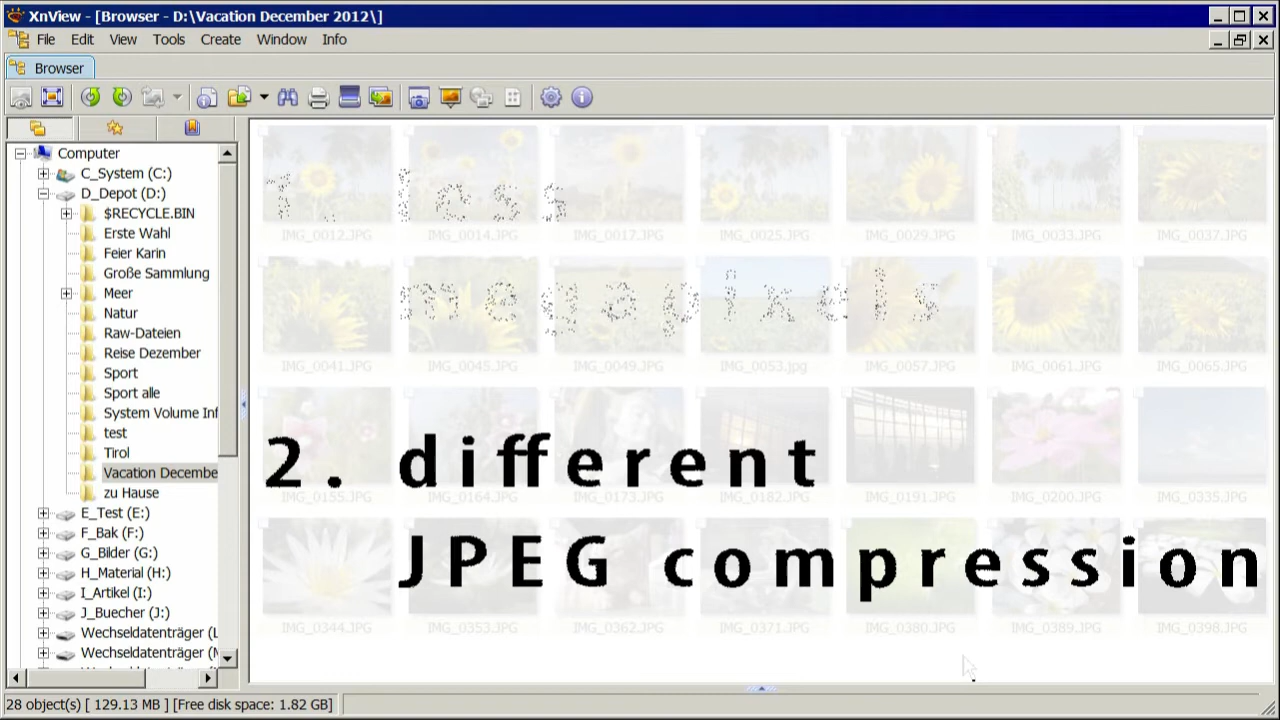 XnView - [Browser - D:\Vacation December 2012\]
File Edit View Tools Create Window Info
Browser
Computer
C_System (C:)
D_Depot (D:)
$RECYCLE.BIN
Erste Wahl
Feier Karin
Große Sammlung
Meer
Natur
Raw-Dateien
Reise Dezember
Sport
Sport alle
System Volume Inf
test
Tirol
Vacation Decembe
zu Hause
E_Test (E:)
F_Bak (F:)
G_Bilder (G:)
H_Material (H:)
I_Artikel (I:)
J_Buecher (J:)
Wechseldatenträger (L
Wechseldatenträger (M
1. less
IMG_0012.JPG IMG_0014.JPG IMG_0017.JPG IMG_0025.JPG IMG_0029.JPG IMG_0033.JPG IMG_0037.JPG
megapixels
IMG_0041.JPG IMG_0045.JPG IMG_0049.JPG IMG_0053.jpg IMG_0057.JPG IMG_0061.JPG IMG_0065.JPG
2. different
IMG_0155.JPG IMG_0164.JPG IMG_0173.JPG IMG_0182.JPG IMG_0191.JPG IMG_0200.JPG IMG_0335.JPG
JPEG compression
IMG_0344.JPG IMG_0353.JPG IMG_0362.JPG IMG_0371.JPG IMG_0380.JPG IMG_0389.JPG IMG_0398.JPG
28 object(s) [ 129.13 MB ] [Free disk space: 1.82 GB]